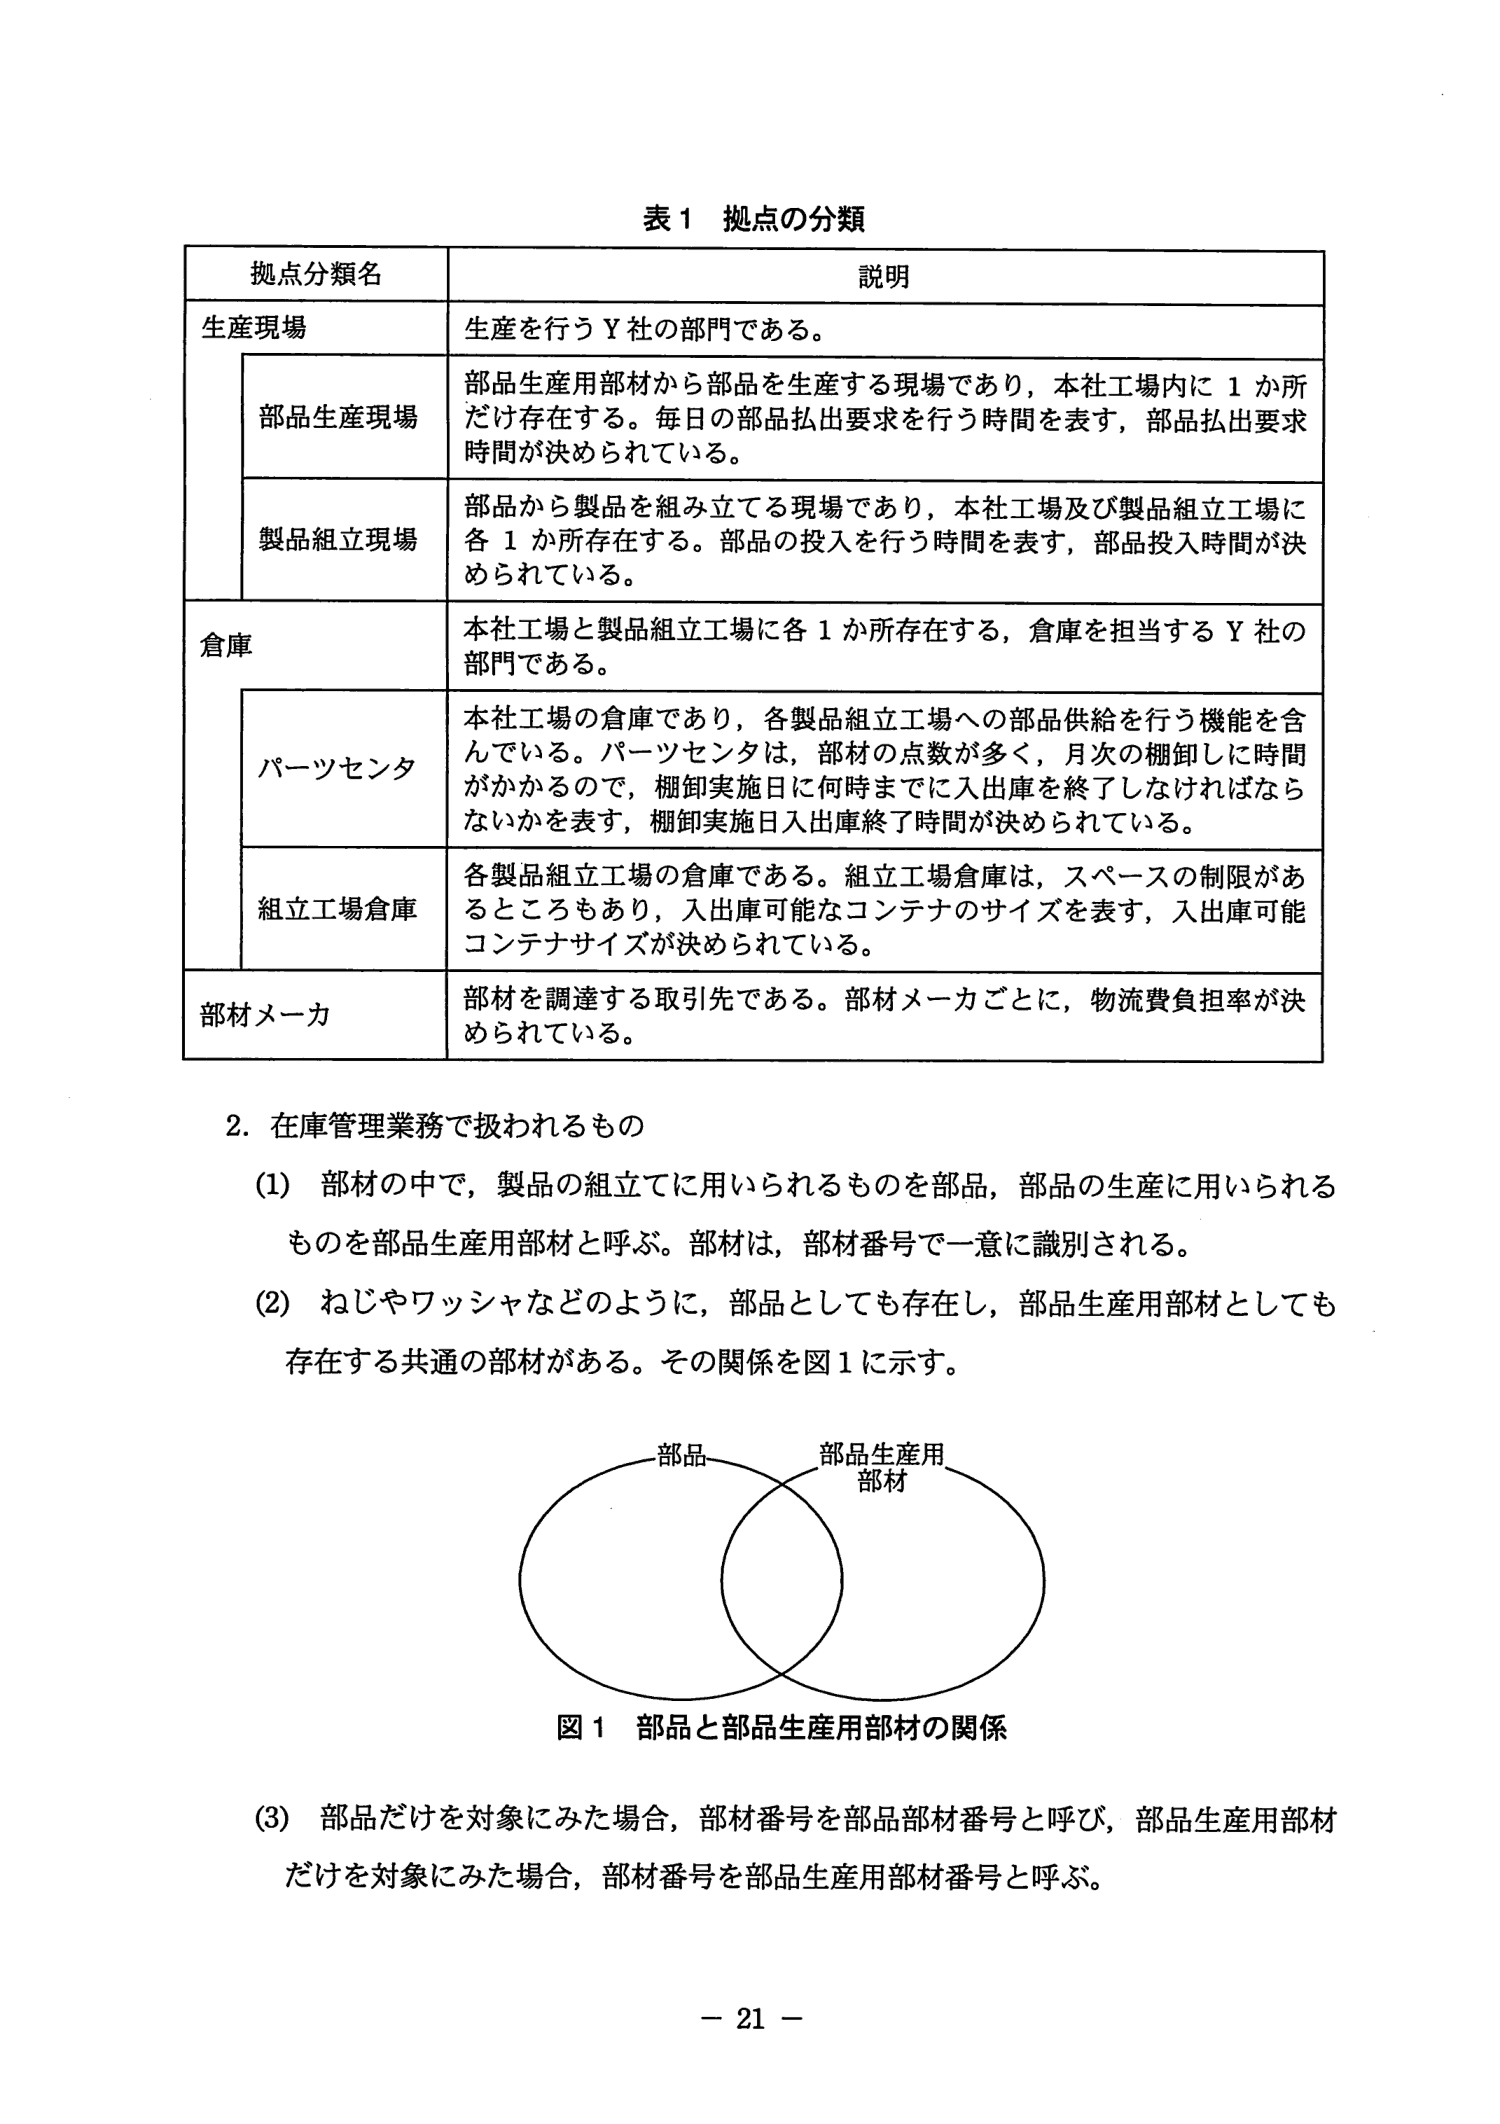 表1 拠点の分類
拠点分類名
説明
生産現場
生産を行うY社の部門である。
部品生産現場
部品生産用部材から部品を生産する現場であり，本社工場内に 1 か所
だけ存在する。毎日の部品払出要求を行う時間を表す，部品払出要求
時間が決められている。
製品組立現場
部品から製品を組み立てる現場であり，本社工場及び製品組立工場に
各 1 か所存在する。部品の投入を行う時間を表す，部品投入時間が決
められている。
倉庫
本社工場と製品組立工場に各 1 か所存在する，倉庫を担当する Y 社の
部門である。
パーツセンタ
本社工場の倉庫であり，各製品組立工場への部品供給を行う機能を含
んでいる。パーツセンタは，部材の点数が多く，月次の棚卸しに時間
がかかるので，棚卸実施日に何時までに入出庫を終了しなければなら
ないかを表す，棚卸実施日入出庫終了時間が決められている。
組立工場倉庫
各製品組立工場の倉庫である。組立工場倉庫は，スペースの制限があ
るところもあり，入出庫可能なコンテナのサイズを表す，入出庫可能
コンテナサイズが決められている。
部材メーカ
部材を調達する取引先である。部材メーカごとに，物流費負担率が決
められている。
2．在庫管理業務で扱われるもの
(1) 部材の中で，製品の組立てに用いられるものを部品，部品の生産に用いられる
ものを部品生産用部材と呼ぶ。部材は，部材番号で一意に識別される。
(2) ねじやワッシャなどのように，部品としても存在し，部品生産用部材としても
存在する共通の部材がある。その関係を図1に示す。
部品
部品生産用
部材
図1 部品と部品生産用部材の関係
(3) 部品だけを対象にみた場合，部材番号を部品部材番号と呼び，部品生産用部材
だけを対象にみた場合，部材番号を部品生産用部材番号と呼ぶ。
－ 21 －